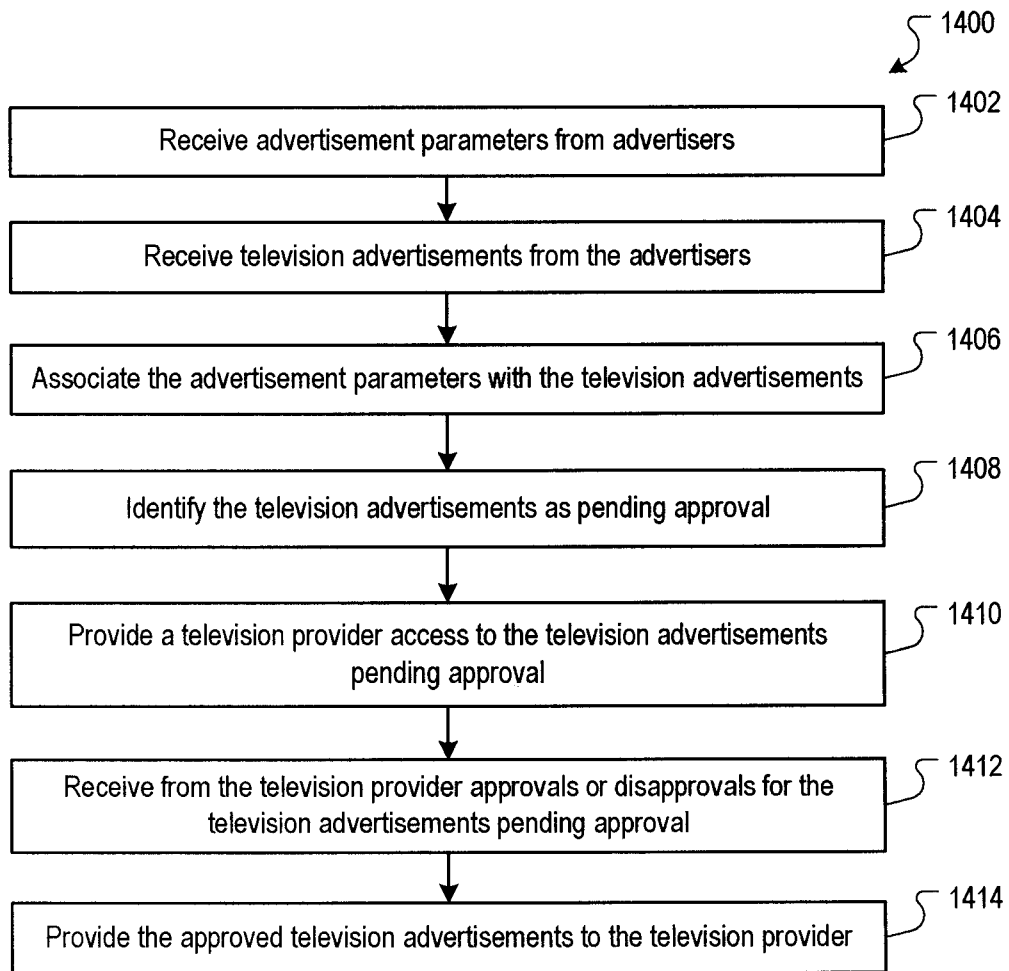 1400
1402
Receive advertisement parameters from advertisers
1404
Receive television advertisements from the advertisers
1406
Associate the advertisement parameters with the television advertisements
1408
Identify the television advertisements as pending approval
1410
Provide a television provider access to the television advertisements
pending approval
1412
Receive from the television provider approvals or disapprovals for the
television advertisements pending approval
1414
Provide the approved television advertisements to the television provider